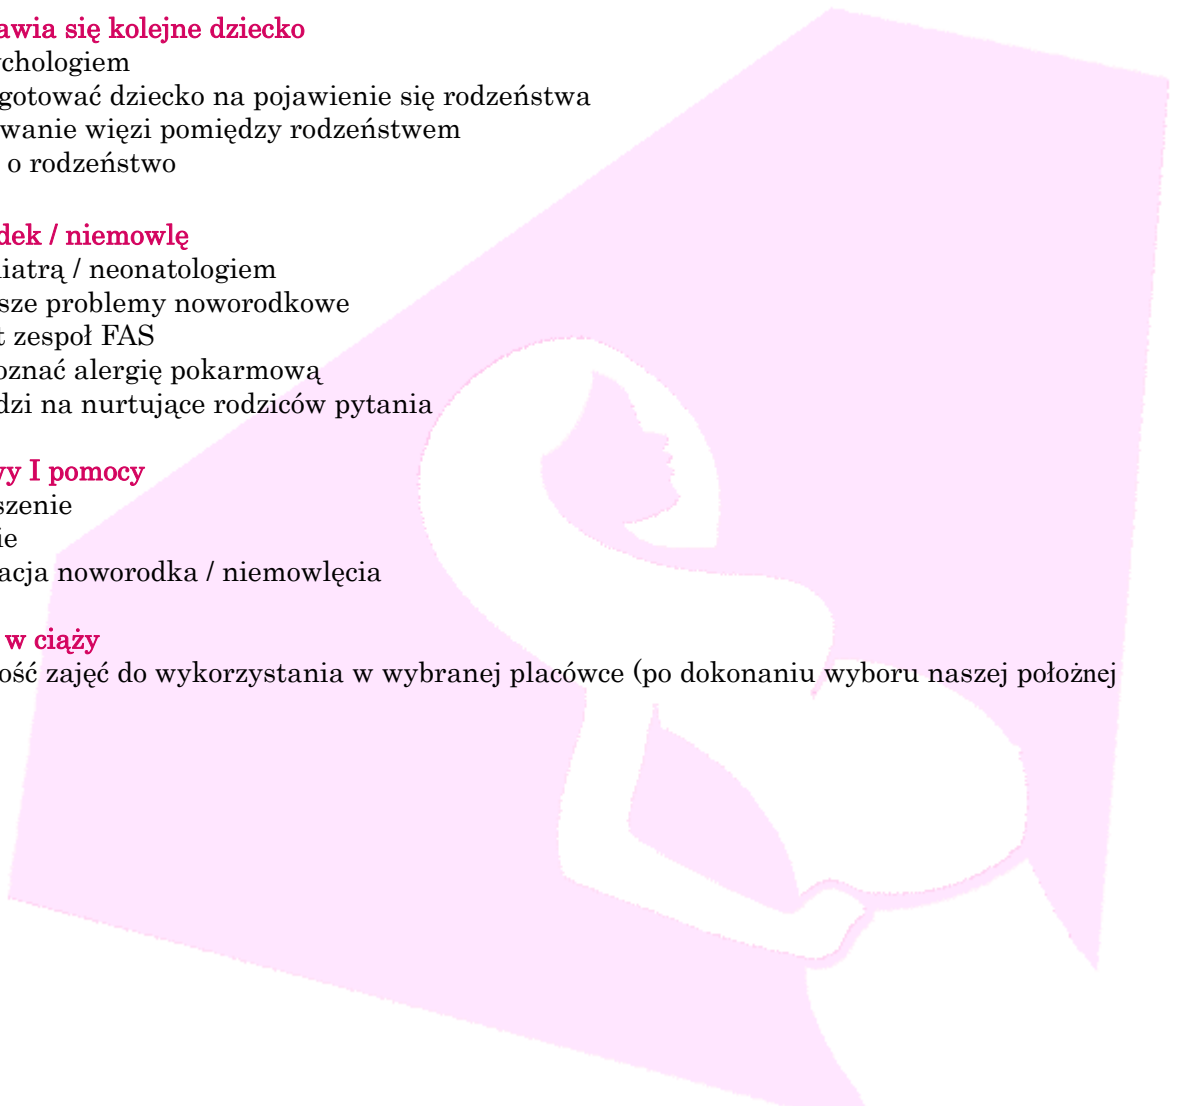 awia się kolejne dziecko
ychologiem
gotować dziecko na pojawienie się rodzeństwa
wanie więzi pomiędzy rodzeństwem
o rodzeństwo
dek / niemowlę
iatrą / neonatologiem
sze problemy noworodkowe
t zespoł FAS
oznać alergię pokarmową
dzi na nurtujące rodziców pytania
wy I pomocy
szenie
ie
acja noworodka / niemowlęcia
w ciąży
ość zajęć do wykorzystania w wybranej placówce (po dokonaniu wyboru naszej położnej